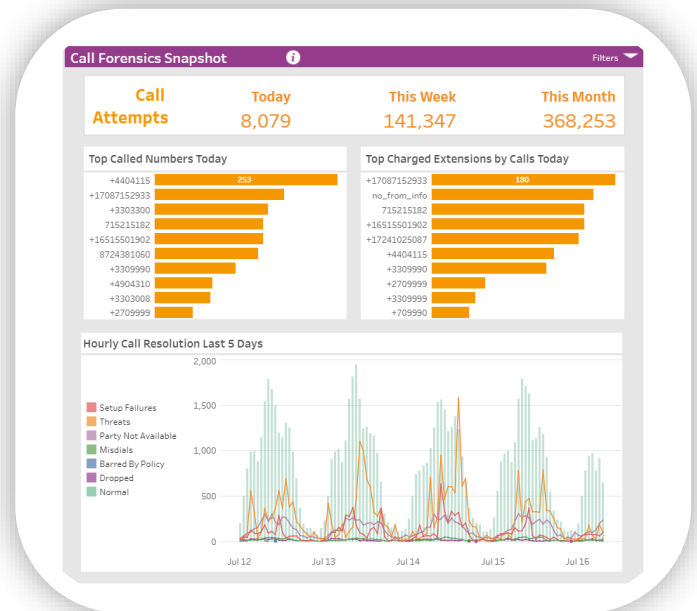 Call Forensics Snapshot
i
Filters
Call Attempts
Today
This Week
This Month
8,079
141,347
368,253
Top Called Numbers Today
+4404115
253
+17087152933
+3303300
715215182
+16515501902
8724381060
+3309990
+4904310
+3303008
+2709999
Top Charged Extensions by Calls Today
+17087152933
180
no_from_info
715215182
+16515501902
+17241025087
+4404115
+3309990
+2709999
+3309999
+709990
Hourly Call Resolution Last 5 Days
Setup Failures
Threats
Party Not Available
Misdials
Barred By Policy
Dropped
Normal
2,000
1,500
1,000
500
0
Jul 12
Jul 13
Jul 14
Jul 15
Jul 16